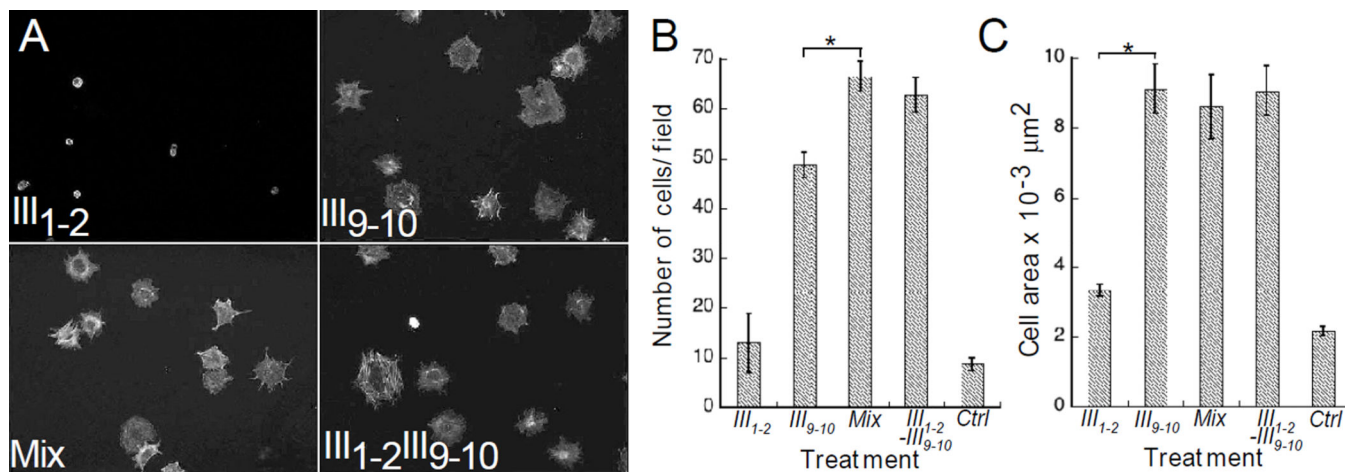 A
III1-2
III9-10
Mix
III1-2III9-10
B
Number of cells/ field
70
60
50
40
30
20
10
0
*
III1-2
III9-10
Mix
III1-2
-III9-10
Ctrl
Treatment
C
Cell area x 10-3 μm2
10
8
6
4
2
0
*
III1-2
III9-10
Mix
III1-2
-III9-10
Ctrl
Treatment